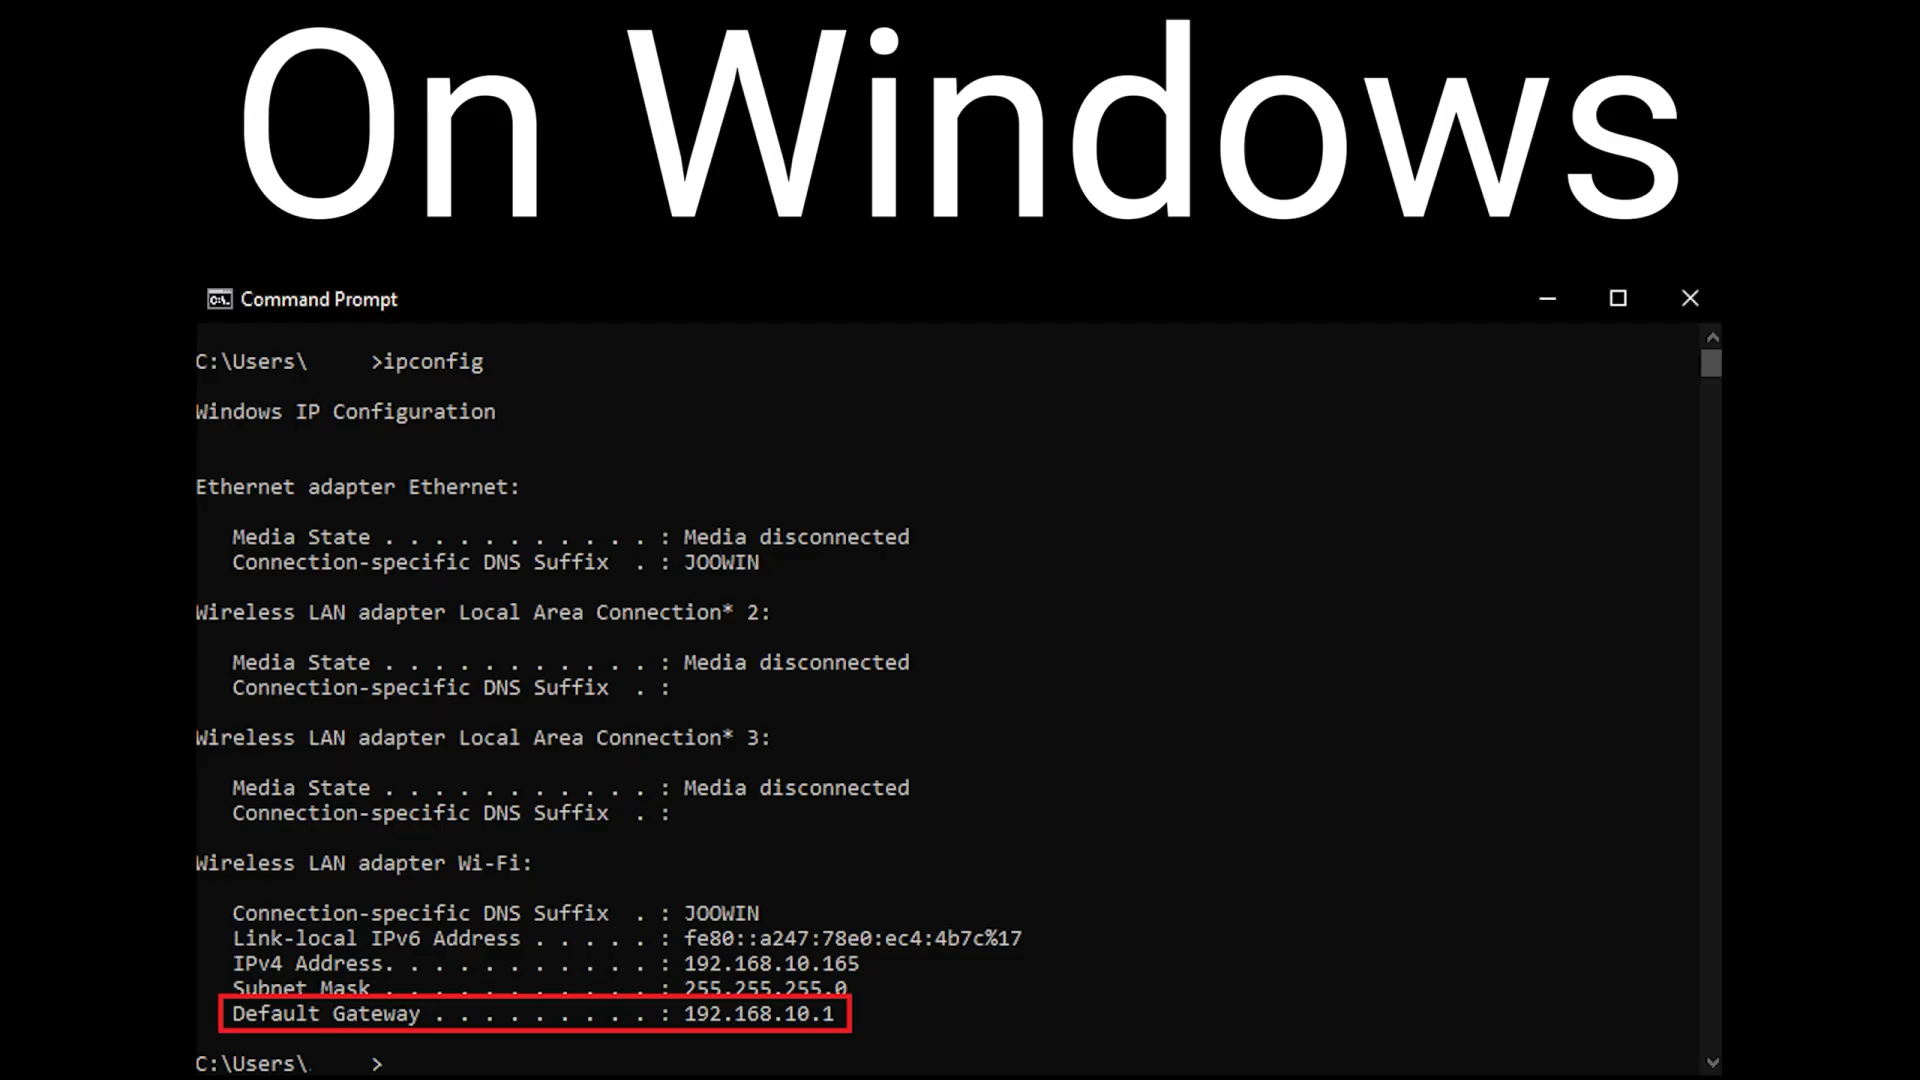 On Windows
Command Prompt
C:\Users\ >ipconfig
Windows IP Configuration
Ethernet adapter Ethernet:
Media State . . . . . . . . . . . : Media disconnected
Connection-specific DNS Suffix . : JOOWIN
Wireless LAN adapter Local Area Connection* 2:
Media State . . . . . . . . . . . : Media disconnected
Connection-specific DNS Suffix . :
Wireless LAN adapter Local Area Connection* 3:
Media State . . . . . . . . . . . : Media disconnected
Connection-specific DNS Suffix . :
Wireless LAN adapter Wi-Fi:
Connection-specific DNS Suffix . : JOOWIN
Link-local IPv6 Address . . . . . : fe80::a247:78e0:ec4:4b7c%17
IPv4 Address. . . . . . . . . . . : 192.168.10.165
Subnet Mask . . . . . . . . . . . : 255.255.255.0
Default Gateway . . . . . . . . . : 192.168.10.1
C:\Users\ >